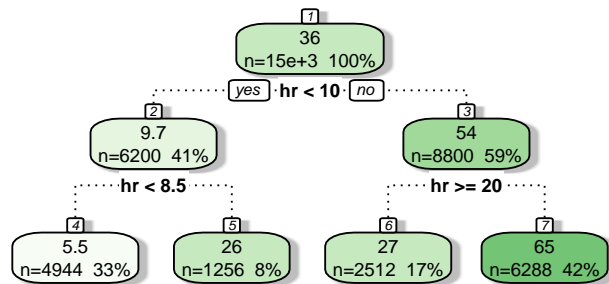 1
36
n=15e+3 100%
yes hr < 10 no
2
9.7
n=6200 41%
3
54
n=8800 59%
hr < 8.5
hr >= 20
4
5.5
n=4944 33%
5
26
n=1256 8%
6
27
n=2512 17%
7
65
n=6288 42%